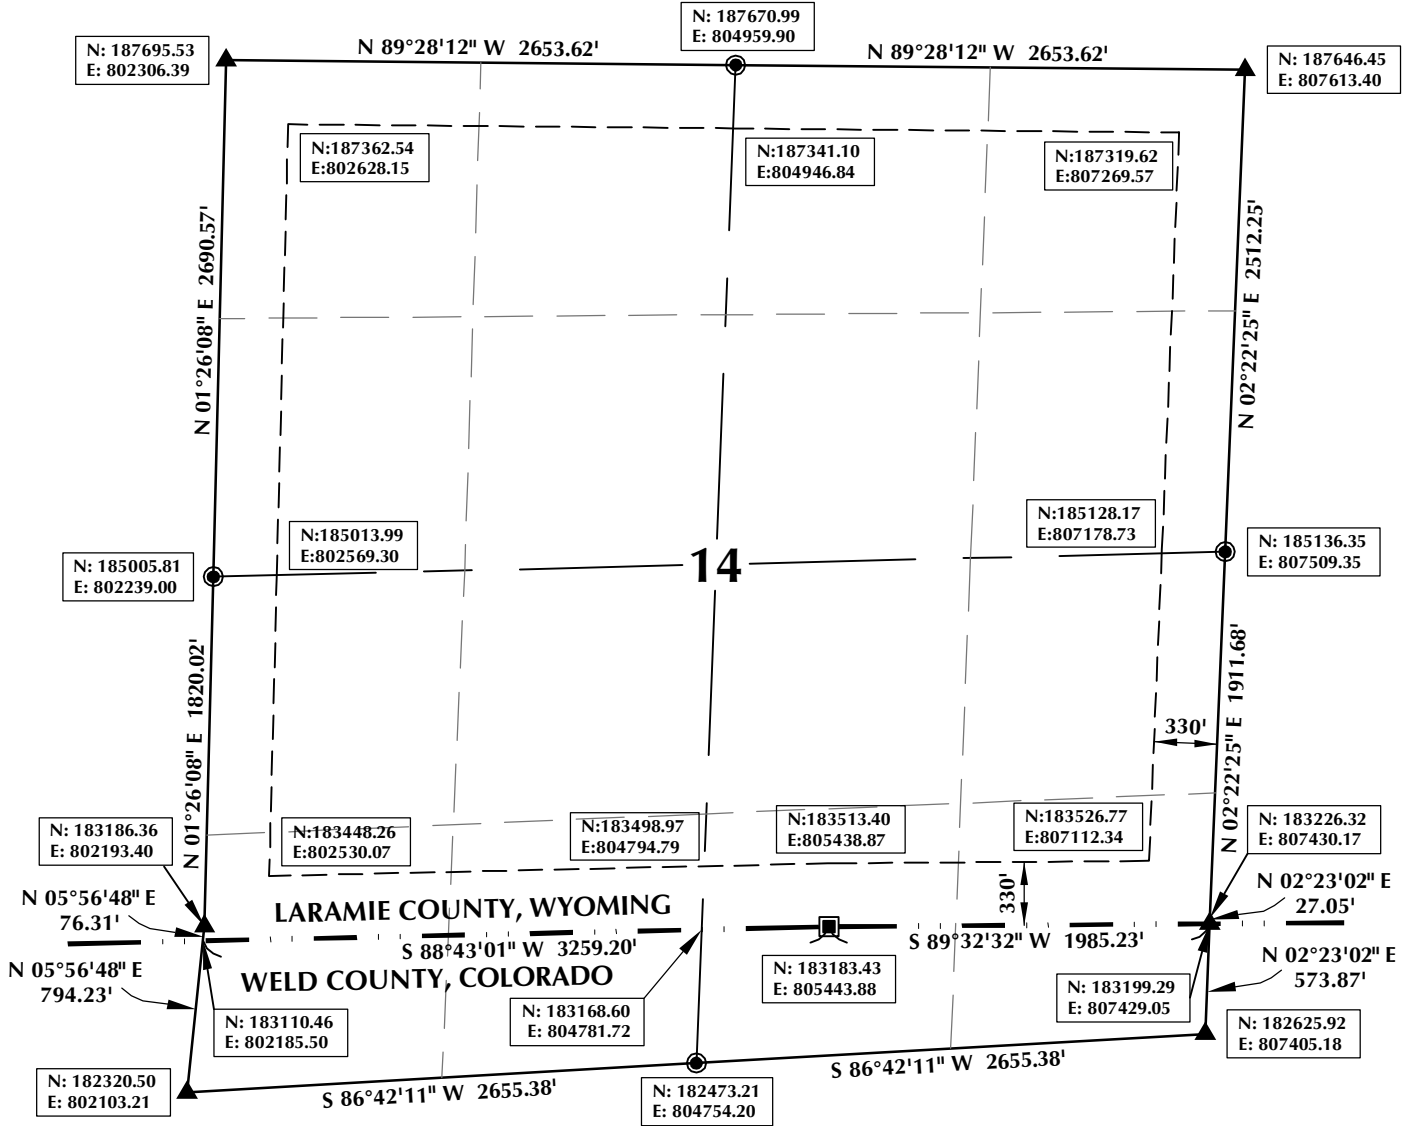 N: 187670.99
E: 804959.90
N: 187695.53
E: 802306.39
N 89°28'12" W 2653.62'
N 89°28'12" W 2653.62'
N: 187646.45
E: 807613.40
N:187362.54
E:802628.15
N:187341.10
E:804946.84
N:187319.62
E:807269.57
N 01°26'08" E 2690.57'
N 02°22'25" E 2512.25'
N:185013.99
E:802569.30
N:185128.17
E:807178.73
N: 185005.81
E: 802239.00
14
N: 185136.35
E: 807509.35
N 01°26'08" E 1820.02'
N 02°22'25" E 1911.68'
330'
N: 183186.36
E: 802193.40
N:183448.26
E:802530.07
N:183498.97
E:804794.79
N:183513.40
E:805438.87
N:183526.77
E:807112.34
N: 183226.32
E: 807430.17
330'
N 05°56'48" E
76.31'
LARAMIE COUNTY, WYOMING
N 02°23'02" E
27.05'
S 88°43'01" W 3259.20'
S 89°32'32" W 1985.23'
N 05°56'48" E
794.23'
WELD COUNTY, COLORADO
N: 183183.43
E: 805443.88
N: 183199.29
E: 807429.05
N 02°23'02" E
573.87'
N: 183110.46
E: 802185.50
N: 183168.60
E: 804781.72
N: 182625.92
E: 807405.18
N: 182320.50
E: 802103.21
S 86°42'11" W 2655.38'
N: 182473.21
E: 804754.20
S 86°42'11" W 2655.38'